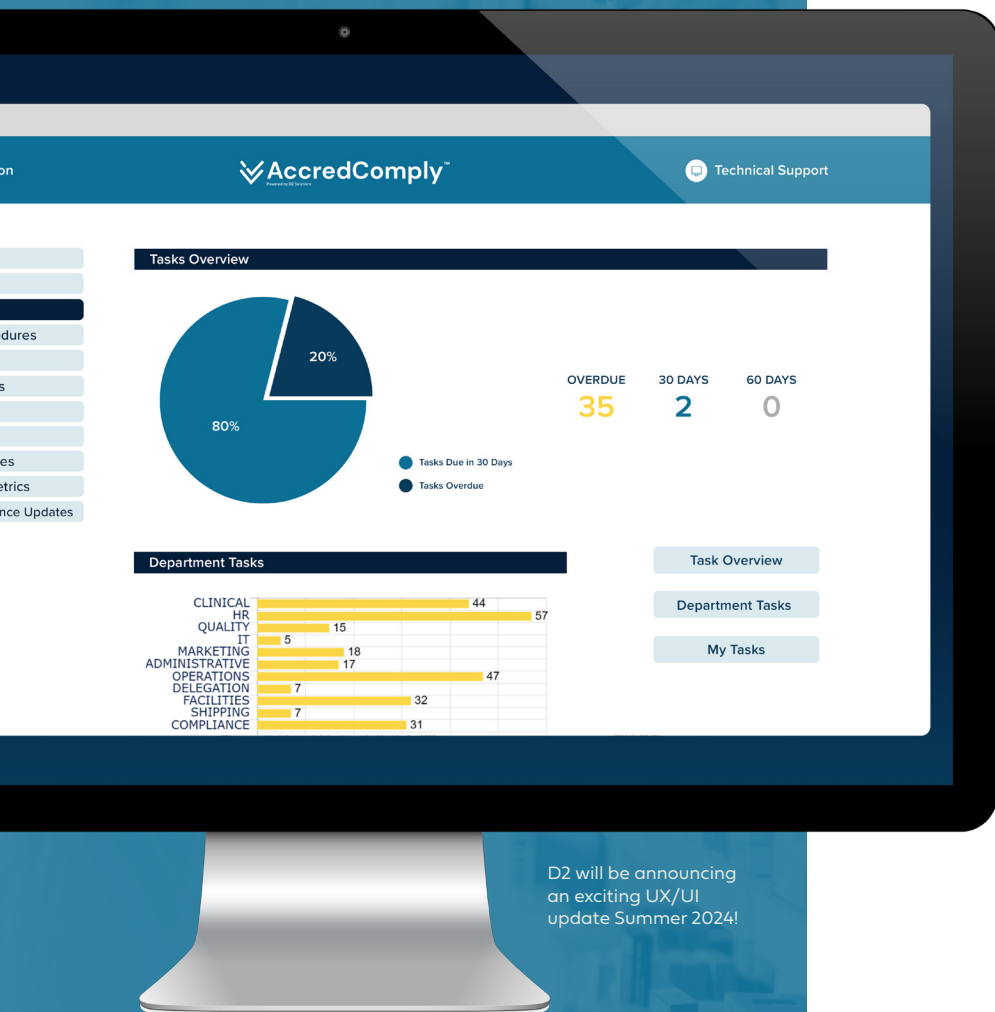 on
AccredComply™
Powered by D2 Solutions
Technical Support
dures
s
es
etrics
nce Updates
Tasks Overview
20%
80%
Tasks Due in 30 Days
Tasks Overdue
OVERDUE 30 DAYS 60 DAYS
35 2 0
Department Tasks
CLINICAL 44
HR 57
QUALITY 15
IT 5
MARKETING 18
ADMINISTRATIVE 17
OPERATIONS 47
DELEGATION 7
FACILITIES 32
SHIPPING 7
COMPLIANCE 31
Task Overview
Department Tasks
My Tasks
D2 will be announcing
an exciting UX/UI
update Summer 2024!